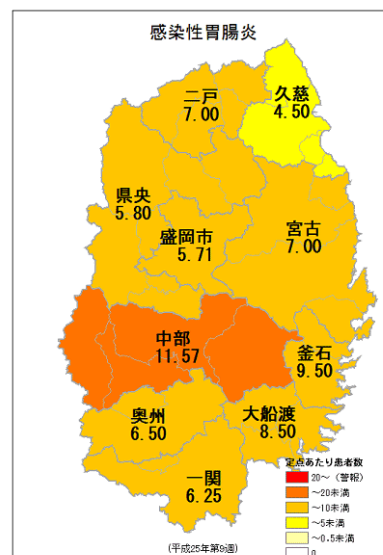 感染性胃腸炎
二戸
7.00
久慈
4.50
県央
5.80
盛岡市
5.71
宮古
7.00
中部
11.57
釜石
9.50
奥州
6.50
大船渡
8.50
一関
6.25
定点あたり患者数
20～（警報）
～20未満
～10未満
～5未満
～0.5未満
0
(平成25年第9週)